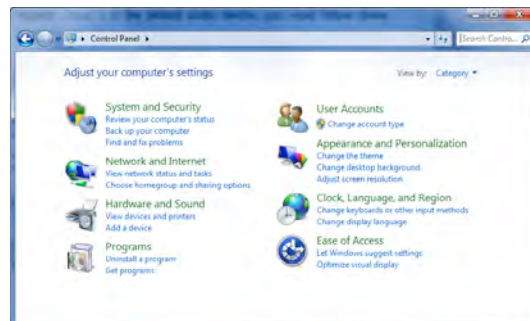 Control Panel
Search Contro...
Adjust your computer's settings
View by: Category
System and Security
Review your computer's status
Back up your computer
Find and fix problems
Network and Internet
View network status and tasks
Choose homegroup and sharing options
Hardware and Sound
View devices and printers
Add a device
Programs
Uninstall a program
Get programs
User Accounts
Change account type
Appearance and Personalization
Change the theme
Change desktop background
Adjust screen resolution
Clock, Language, and Region
Change keyboards or other input methods
Change display language
Ease of Access
Let Windows suggest settings
Optimize visual display